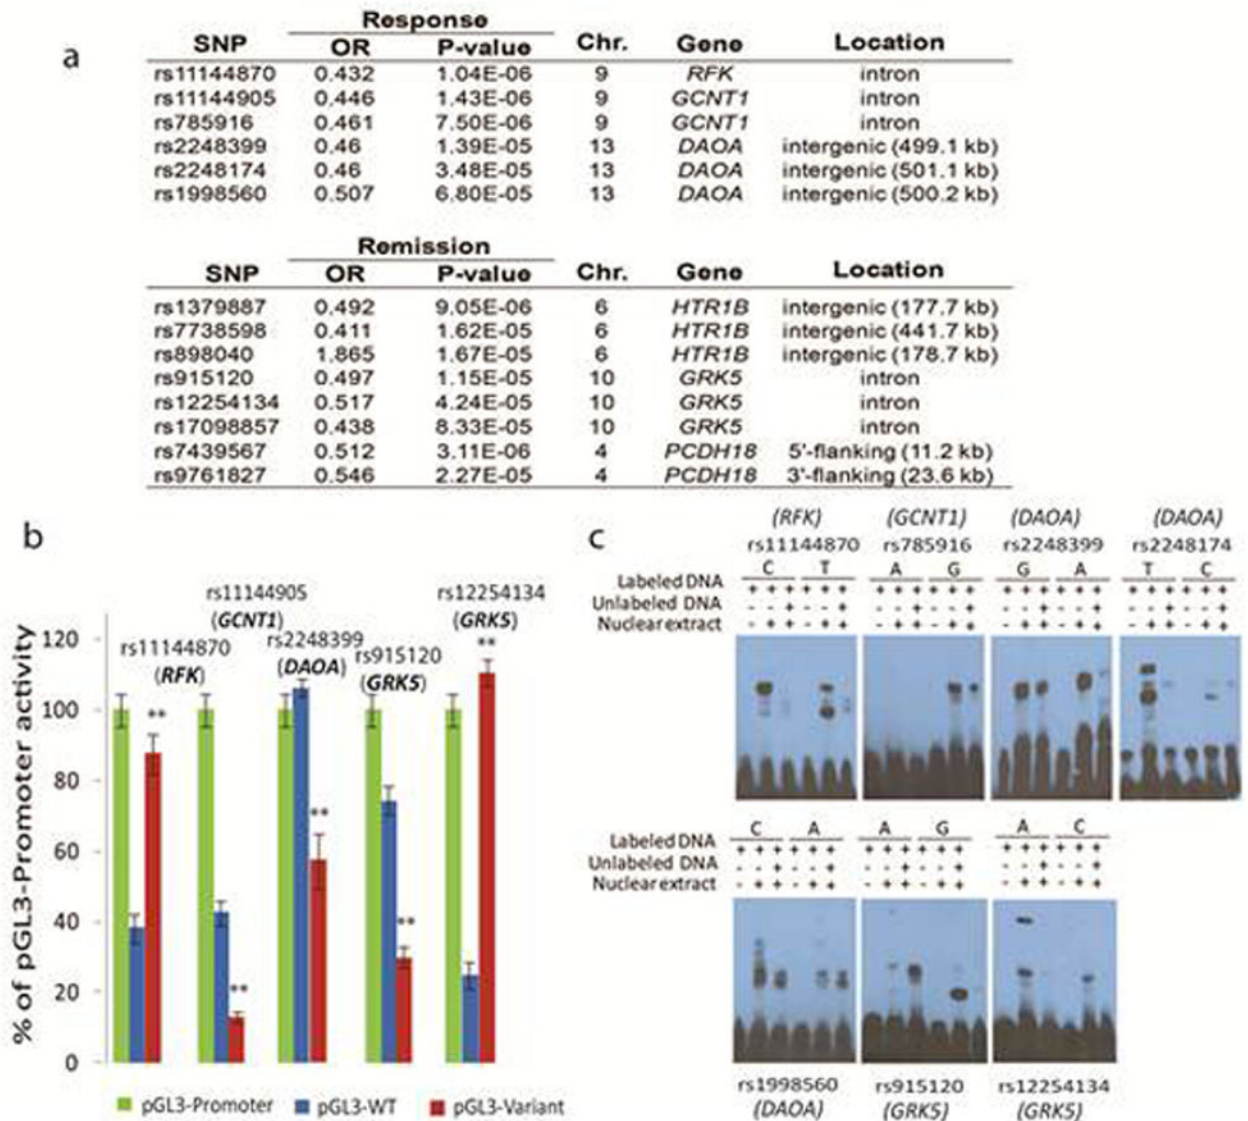 a
Response
SNP OR P-value Chr. Gene Location
rs11144870 0.432 1.04E-06 9 RFK intron
rs11144905 0.446 1.43E-06 9 GCNT1 intron
rs785916 0.461 7.50E-06 9 GCNT1 intron
rs2248399 0.46 1.39E-05 13 DAOA intergenic (499.1 kb)
rs2248174 0.46 3.48E-05 13 DAOA intergenic (501.1 kb)
rs1998560 0.507 6.80E-05 13 DAOA intergenic (500.2 kb)
Remission
SNP OR P-value Chr. Gene Location
rs1379887 0.492 9.05E-06 6 HTR1B intergenic (177.7 kb)
rs7738598 0.411 1.62E-05 6 HTR1B intergenic (441.7 kb)
rs898040 1.865 1.67E-05 6 HTR1B intergenic (178.7 kb)
rs915120 0.497 1.15E-05 10 GRK5 intron
rs12254134 0.517 4.24E-05 10 GRK5 intron
rs17098857 0.438 8.33E-05 10 GRK5 intron
rs7439567 0.512 3.11E-06 4 PCDH18 5'-flanking (11.2 kb)
rs9761827 0.546 2.27E-05 4 PCDH18 3'-flanking (23.6 kb)
b
% of pGL3-Promoter activity
120
100
80
60
40
20
0
rs11144870
(RFK)
**
rs11144905
(GCNT1)
**
rs2248399
(DAOA)
**
rs915120
(GRK5)
**
rs12254134
(GRK5)
**
pGL3-Promoter pGL3-WT pGL3-Variant
c
(RFK) (GCNT1) (DAOA) (DAOA)
rs11144870 rs785916 rs2248399 rs2248174
C T A G G A T C
Labeled DNA + + + + + + + + + + + + + + + + + + + + + + + +
Unlabeled DNA - - + - - + - - + - - + - - + - - + - - + - - +
Nuclear extract - + + - + + - + + - + + - + + - + + - + + - + +
C A A G A C
Labeled DNA + + + + + + + + + + + + + + + + + +
Unlabeled DNA - - + - - + - - + - - + - - + - - +
Nuclear extract - + + - + + - + + - + + - + + - + +
rs1998560 rs915120 rs12254134
(DAOA) (GRK5) (GRK5)